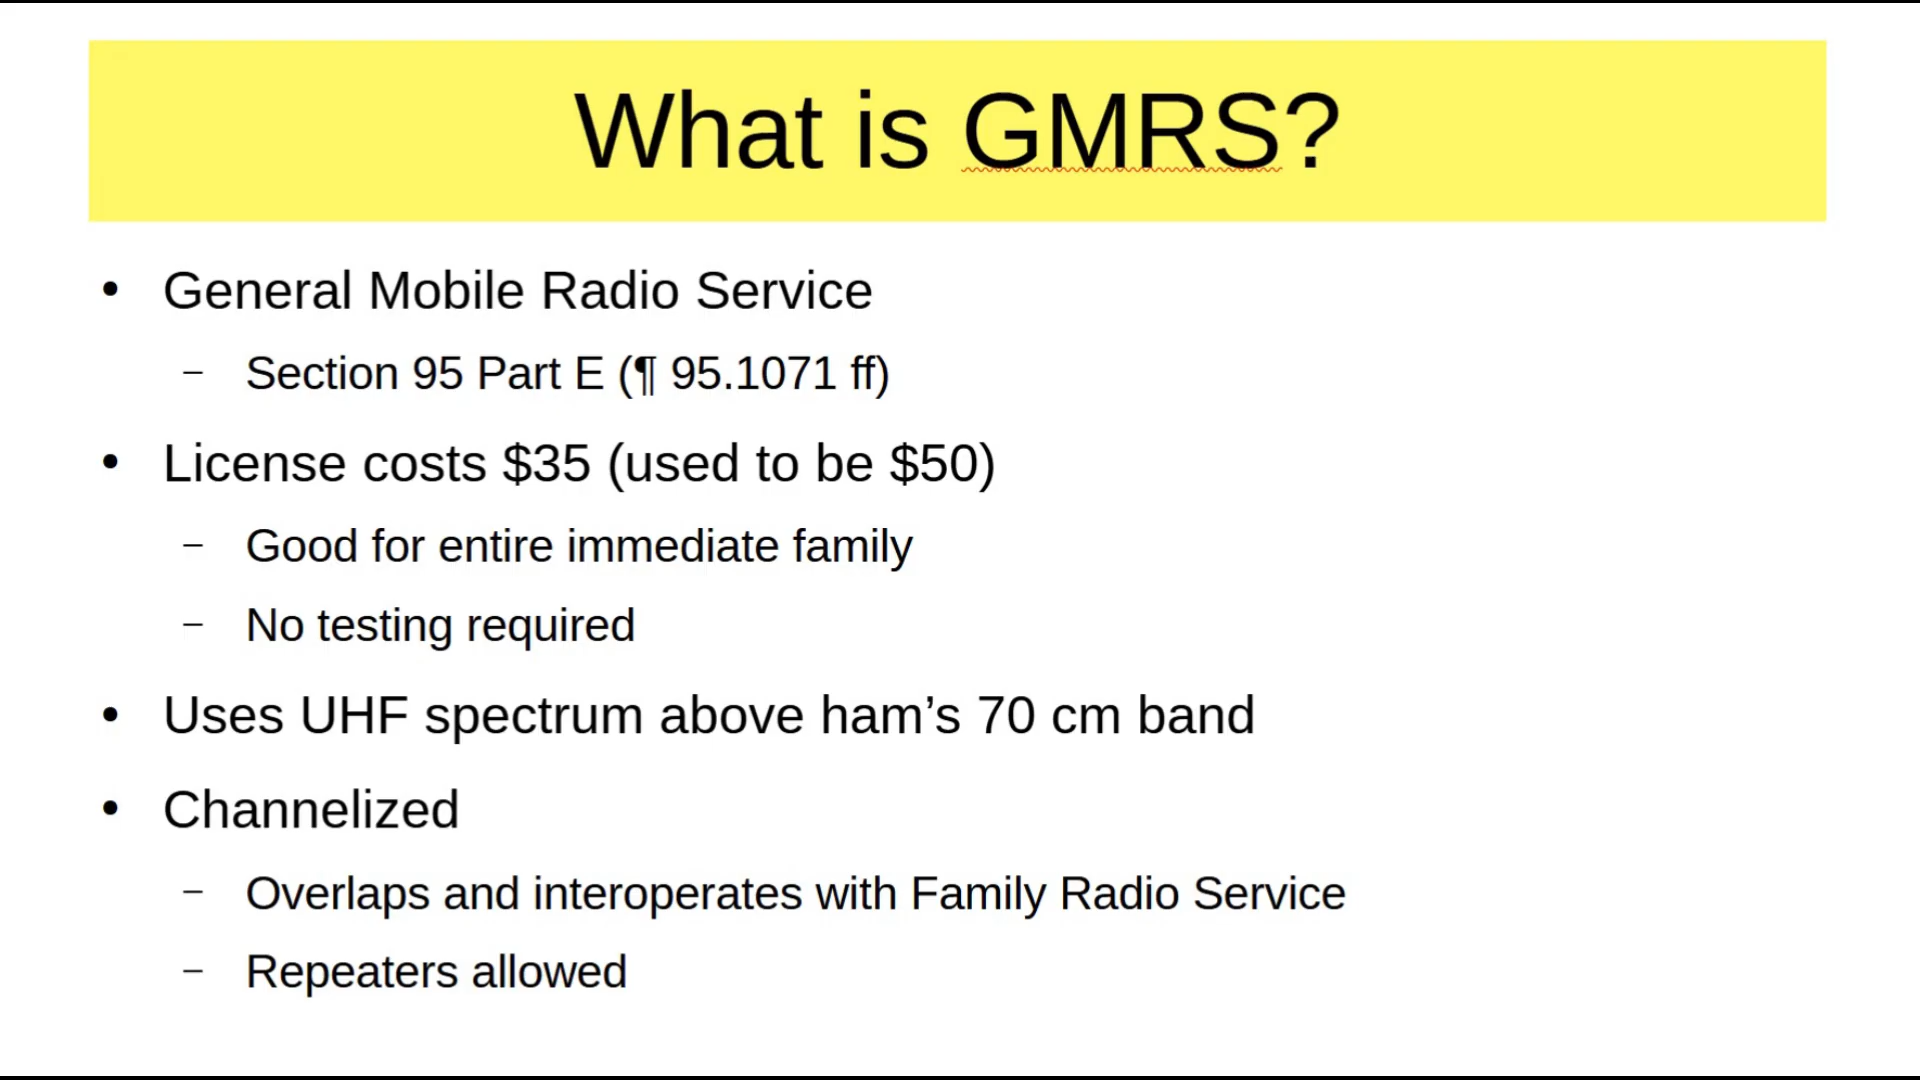 What is GMRS?
• General Mobile Radio Service
– Section 95 Part E (¶ 95.1071 ff)
• License costs $35 (used to be $50)
– Good for entire immediate family
– No testing required
• Uses UHF spectrum above ham’s 70 cm band
• Channelized
– Overlaps and interoperates with Family Radio Service
– Repeaters allowed